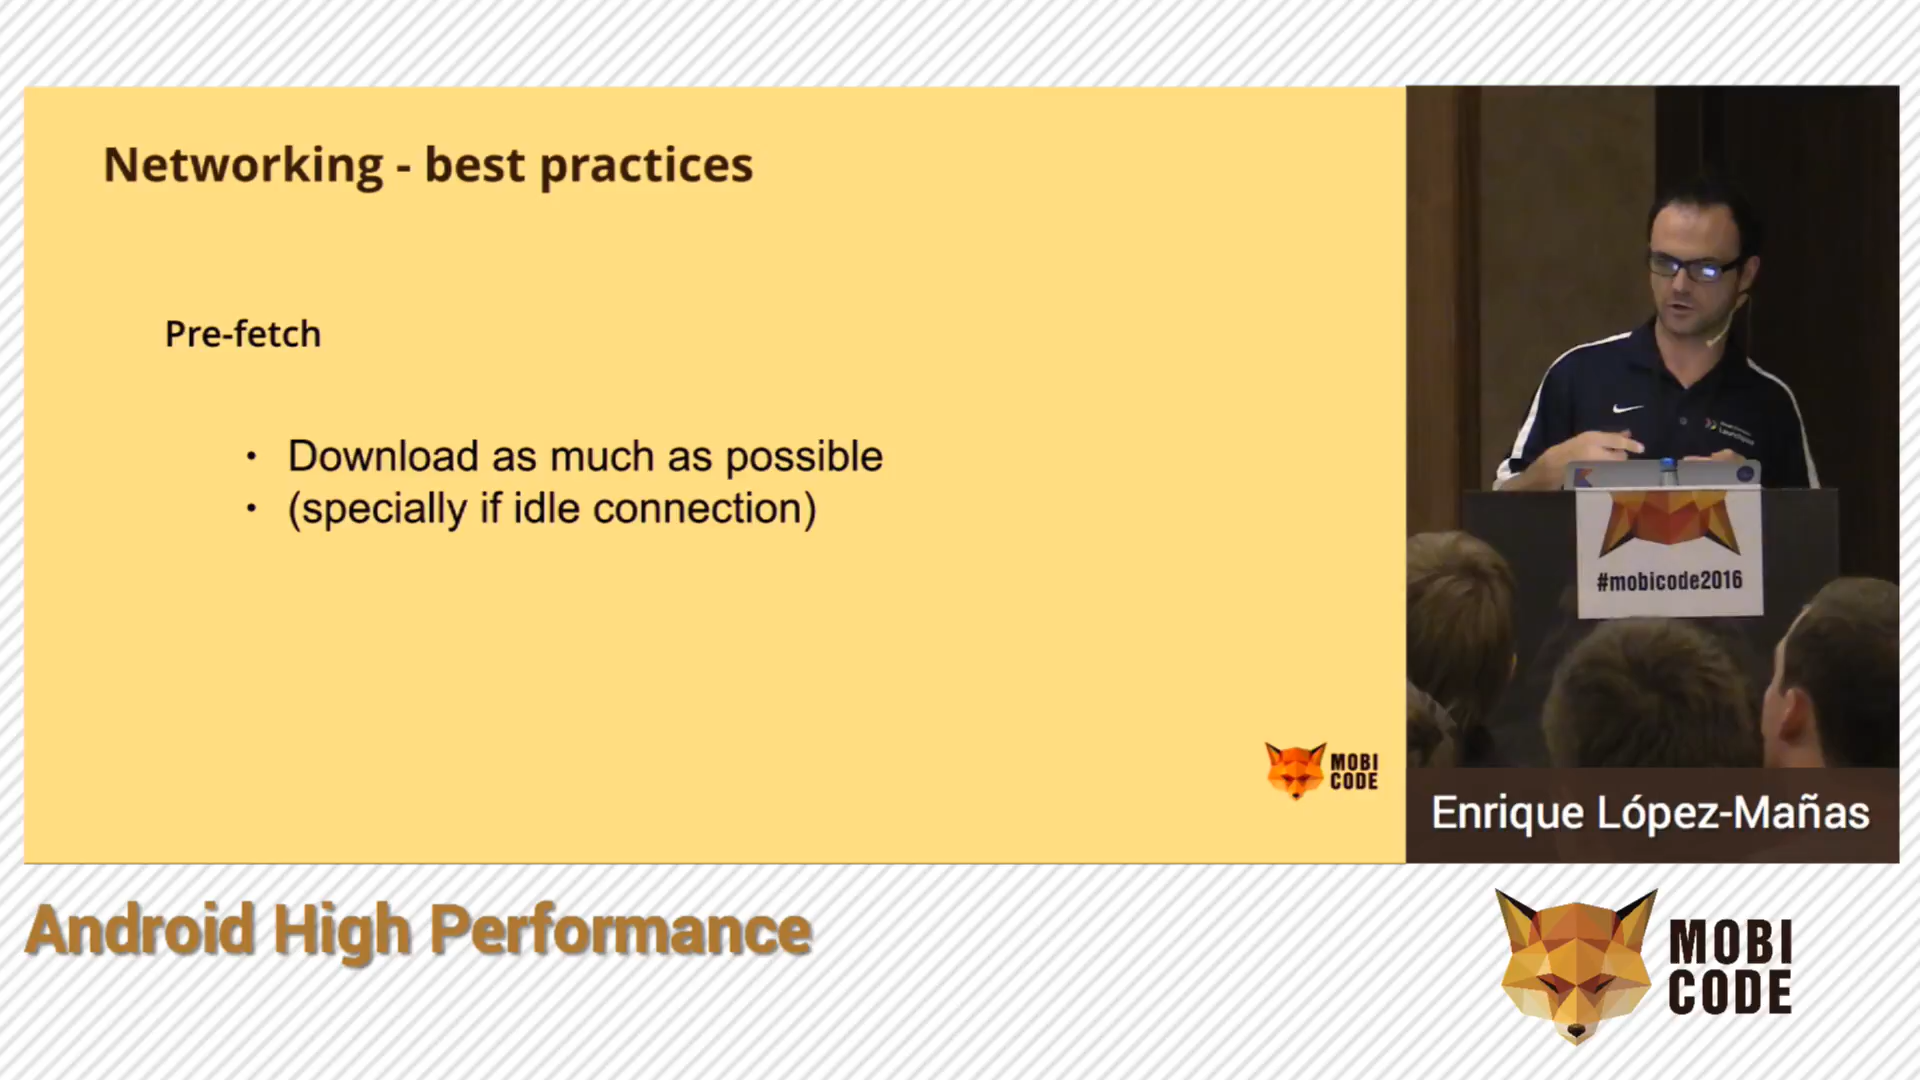 Networking - best practices
Pre-fetch
· Download as much as possible
· (specially if idle connection)
MOBI
CODE
#mobicode2016
Enrique López-Mañas
Android High Performance
MOBI
CODE